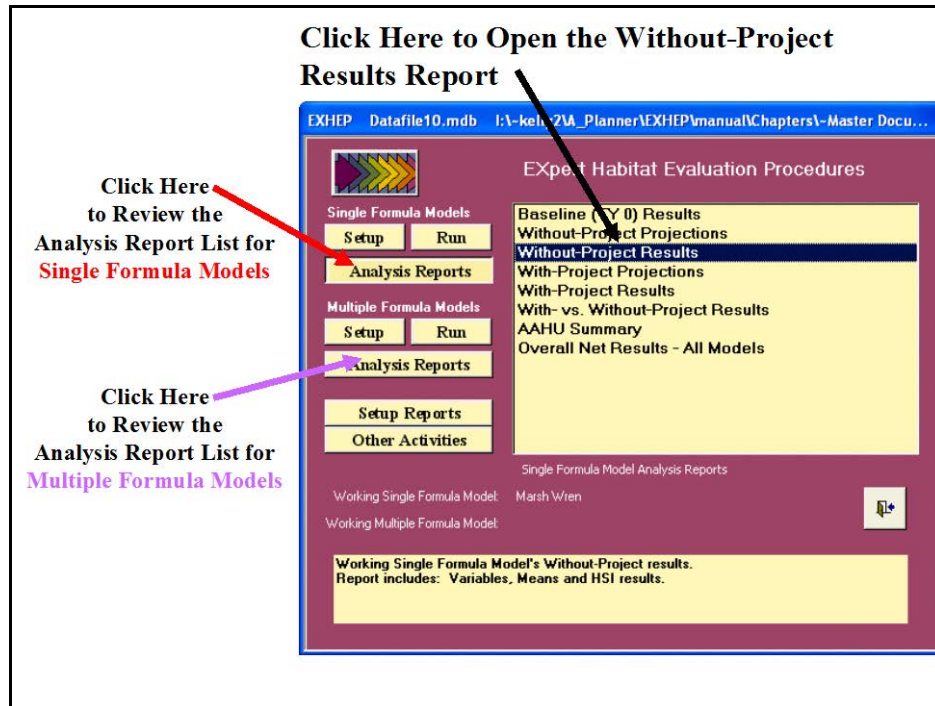 Click Here to Open the Without-Project
Results Report
EXHEP Datafile10.mdb I:\~kelly2\A_Planner\EXHEP\manual\Chapters\~Master Docu...
EXpert Habitat Evaluation Procedures
Click Here
to Review the
Analysis Report List for
Single Formula Models
Single Formula Models
Setup Run
Analysis Reports
Multiple Formula Models
Setup Run
Analysis Reports
Setup Reports
Other Activities
Baseline (TY 0) Results
Without-Project Projections
Without-Project Results
With-Project Projections
With-Project Results
With- vs. Without-Project Results
AAHU Summary
Overall Net Results - All Models
Click Here
to Review the
Analysis Report List for
Multiple Formula Models
Single Formula Model Analysis Reports
Working Single Formula Model: Marsh Wren
Working Multiple Formula Model:
Working Single Formula Model's Without-Project results.
Report includes: Variables, Means and HSI results.